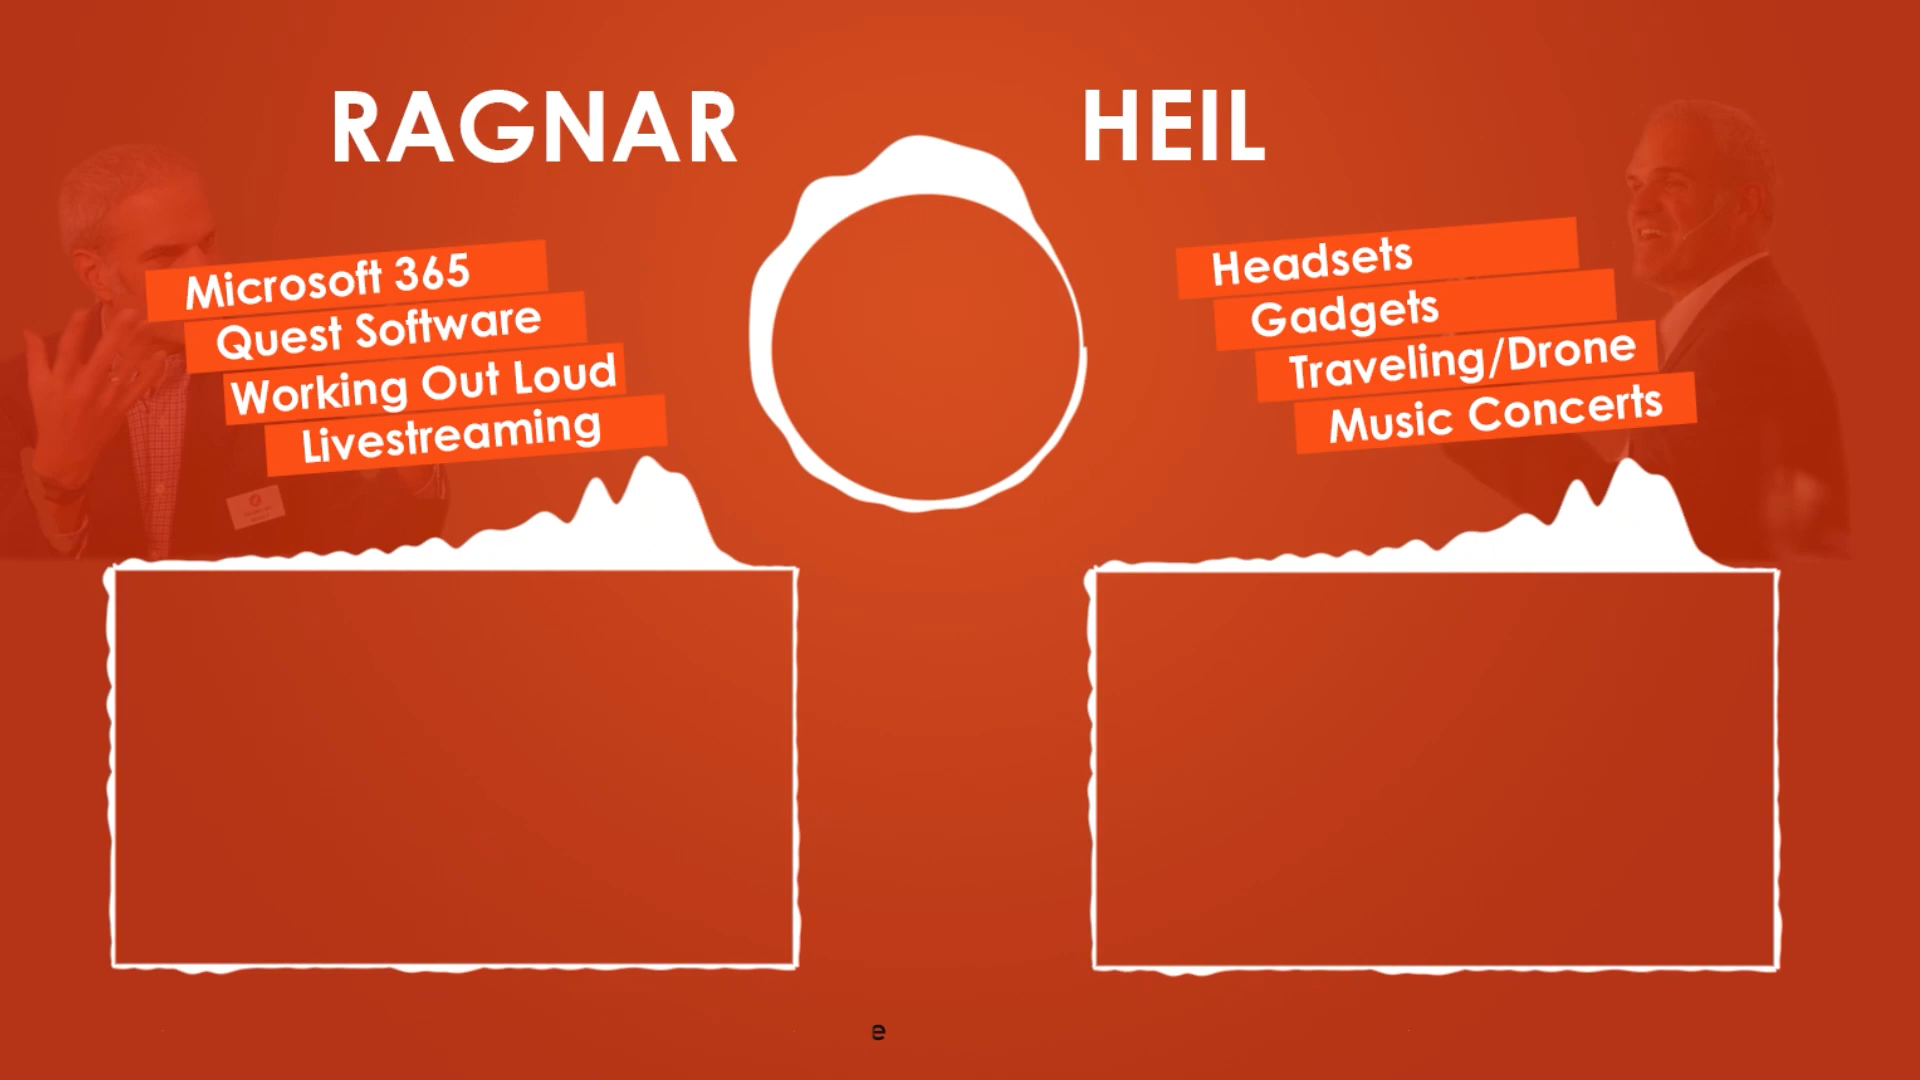 RAGNAR HEIL
Microsoft 365
Quest Software
Working Out Loud
Livestreaming
Headsets
Gadgets
Traveling/Drone
Music Concerts
e